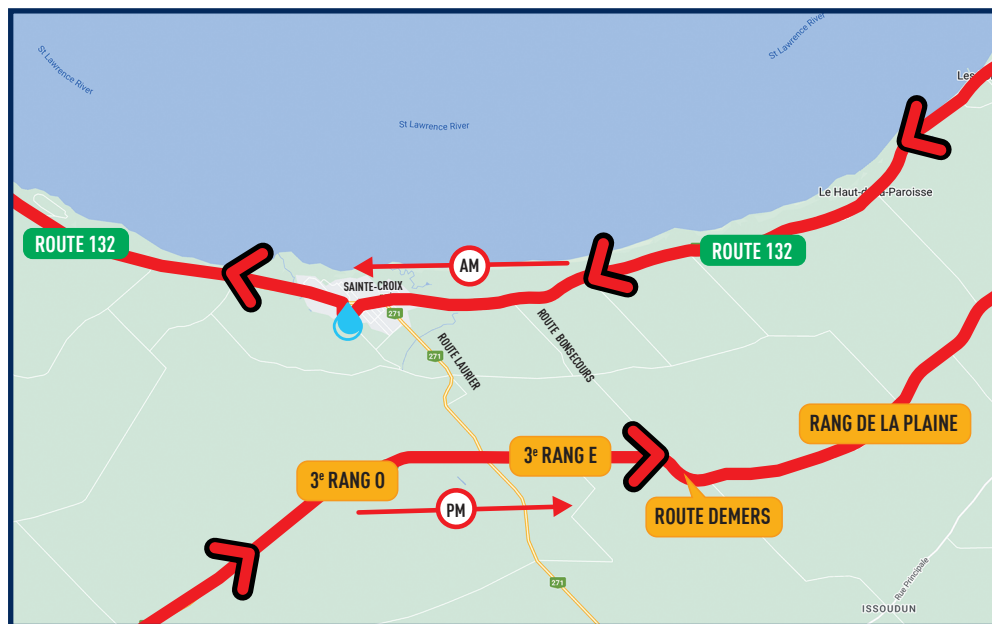 St Lawrence River
St Lawrence River
St Lawrence River
Le Haut-de-la-Paroisse
ROUTE 132
ROUTE 132
AM
SAINTE-CROIX
271
271
ROUTE LAURIER
ROUTE BONSECOURS
RANG DE LA PLAINE
3e RANG E
3e RANG O
PM
ROUTE DEMERS
271
Rue Principale
ISSOUDUN